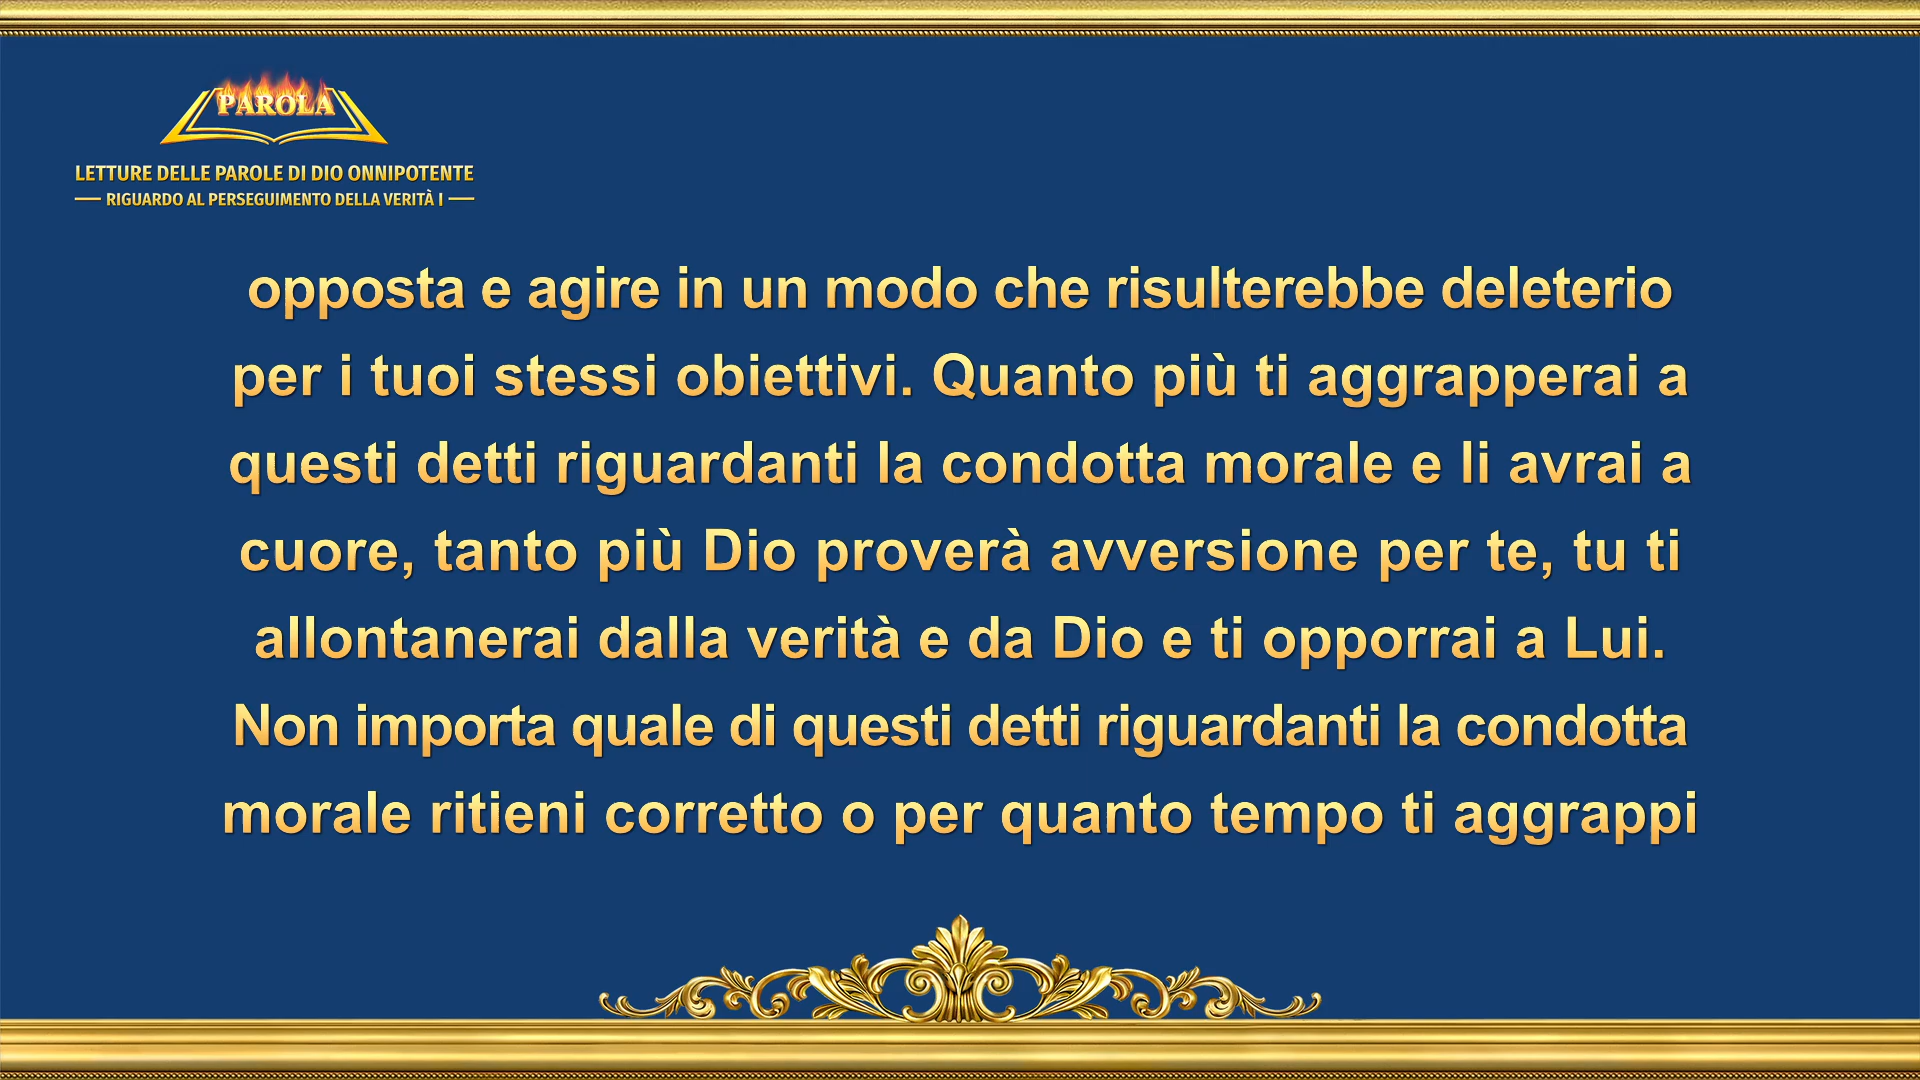 PAROLA
LETTURE DELLE PAROLE DI DIO ONNIPOTENTE
RIGUARDO AL PERSEGUIMENTO DELLA VERITÀ I
opposta e agire in un modo che risulterebbe deleterio
per i tuoi stessi obiettivi. Quanto più ti aggrapperai a
questi detti riguardanti la condotta morale e li avrai a
cuore, tanto più Dio proverà avversione per te, tu ti
allontanerai dalla verità e da Dio e ti opporrai a Lui.
Non importa quale di questi detti riguardanti la condotta
morale ritieni corretto o per quanto tempo ti aggrappi